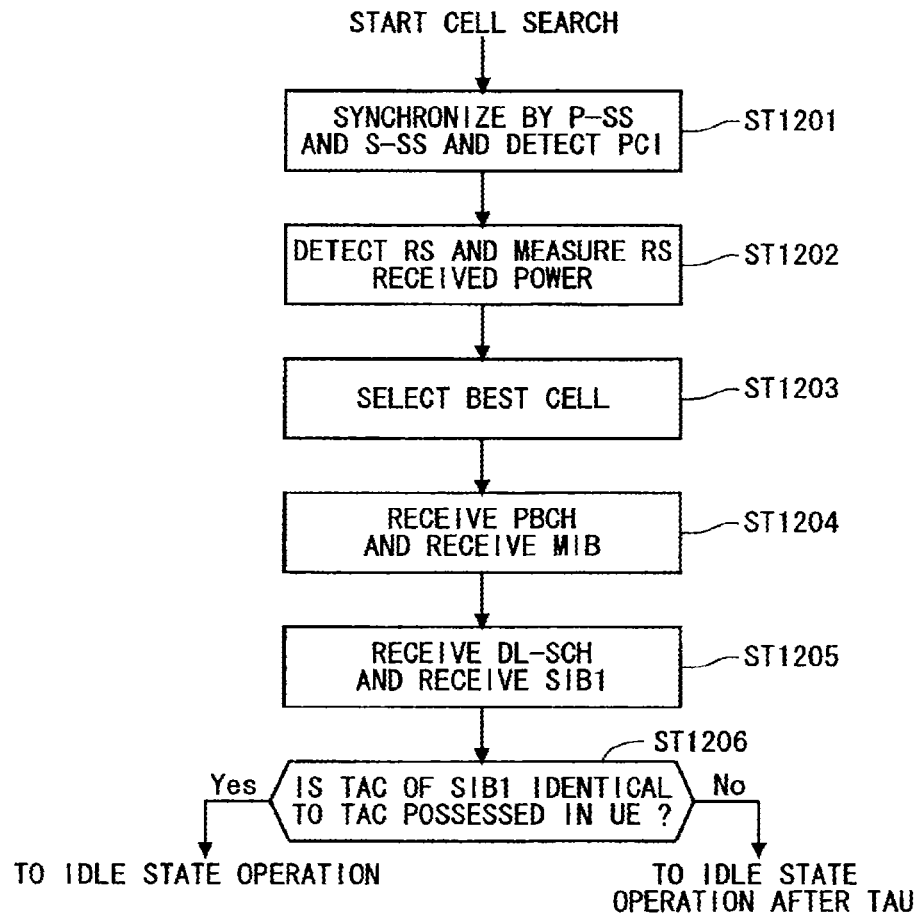 START CELL SEARCH
SYNCHRONIZE BY P-SS
AND S-SS AND DETECT PCI
ST1201
DETECT RS AND MEASURE RS
RECEIVED POWER
ST1202
SELECT BEST CELL
ST1203
RECEIVE PBCH
AND RECEIVE MIB
ST1204
RECEIVE DL-SCH
AND RECEIVE SIB1
ST1205
ST1206
Yes
IS TAC OF SIB1 IDENTICAL
TO TAC POSSESSED IN UE ?
No
TO IDLE STATE OPERATION
TO IDLE STATE
OPERATION AFTER TAU